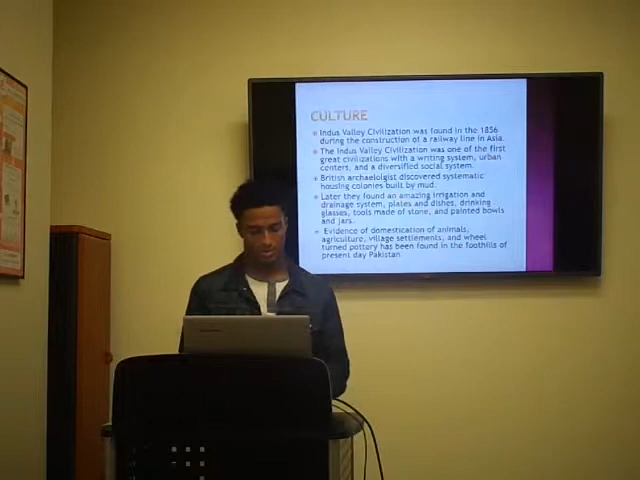 CULTURE
Indus Valley Civilization was found in the 1856
during the construction of a railway line in Asia.
The Indus Valley Civilization was one of the first
great civilizations with a writing system, urban
centers, and a diversified social system.
British archaeologist discovered systematic
housing colonies built by mud.
Later they found an amazing irrigation and
drainage system, plates and dishes, drinking
glasses, tools made of stone, and painted bowls
and jars.
Evidence of domestication of animals,
agriculture, village settlements, and wheel
turned pottery has been found in the foothills of
present day Pakistan.